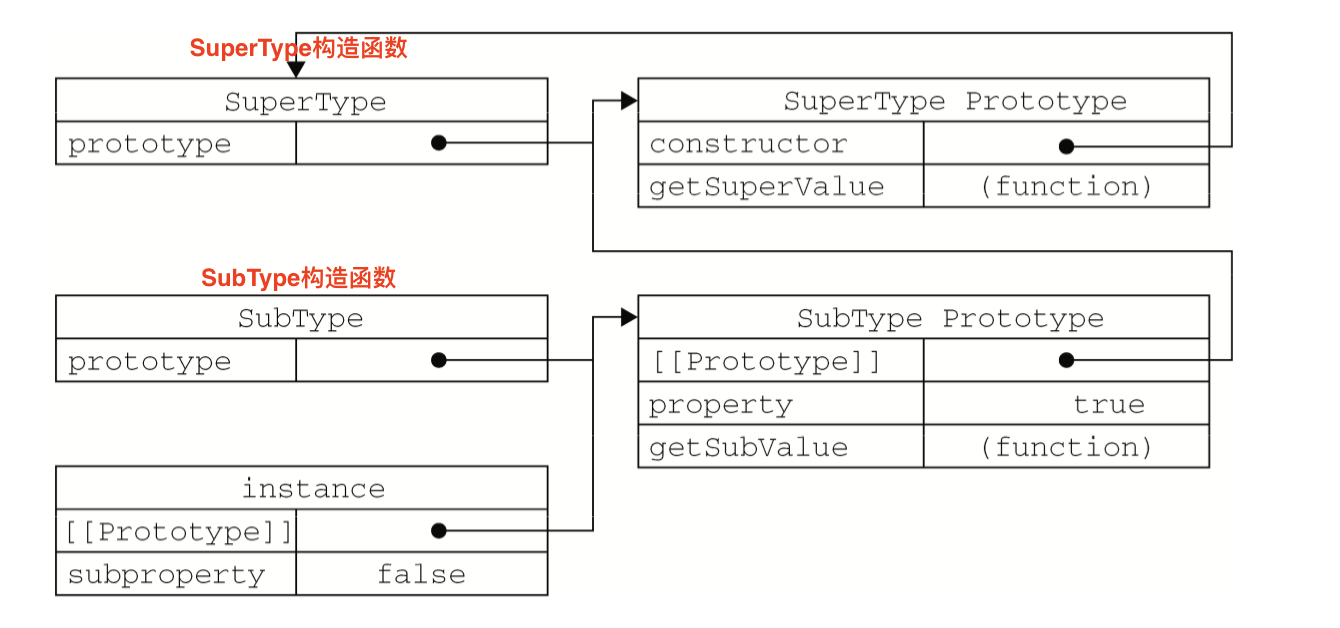 SuperType构造函数
SuperType
prototype
SuperType Prototype
constructor
getSuperValue (function)
SubType构造函数
SubType
prototype
SubType Prototype
[[Prototype]]
property true
getSubValue (function)
instance
[[Prototype]]
subproperty false